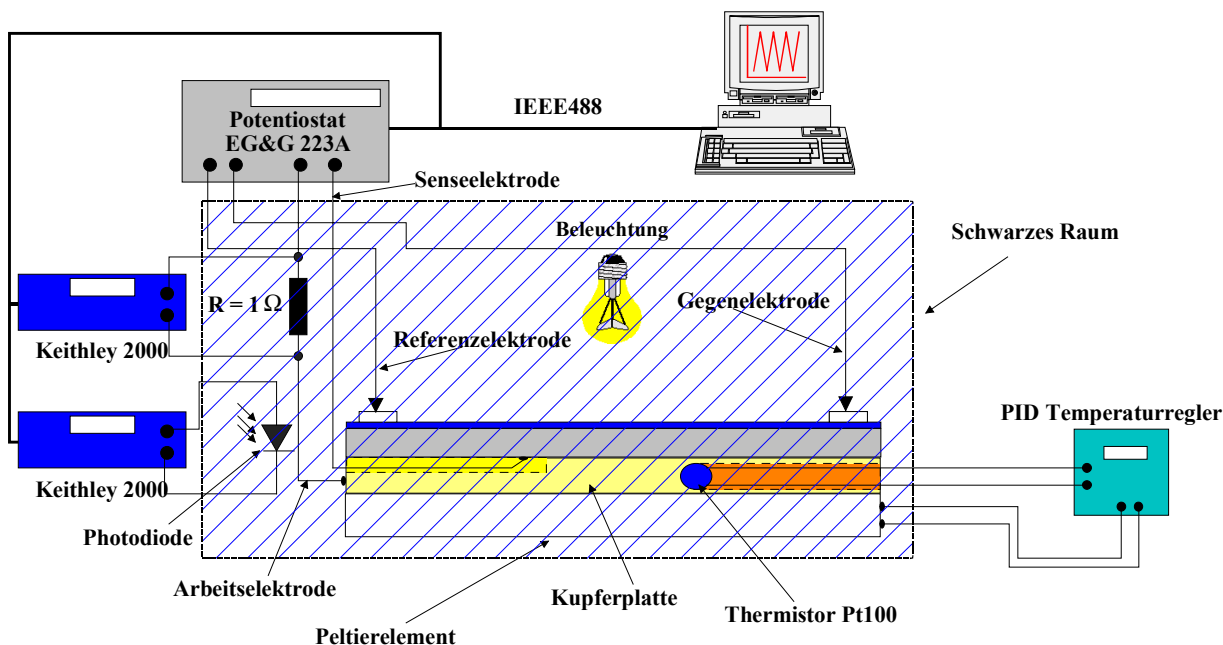 IEEE488
Potentiostat
EG&G 223A
Senseelektrode
Beleuchtung
Schwarzes Raum
R = 1 Ω
Gegenelektrode
Keithley 2000
Referenzelektrode
PID Temperaturregler
Keithley 2000
Photodiode
Arbeitselektrode
Kupferplatte
Thermistor Pt100
Peltierelement